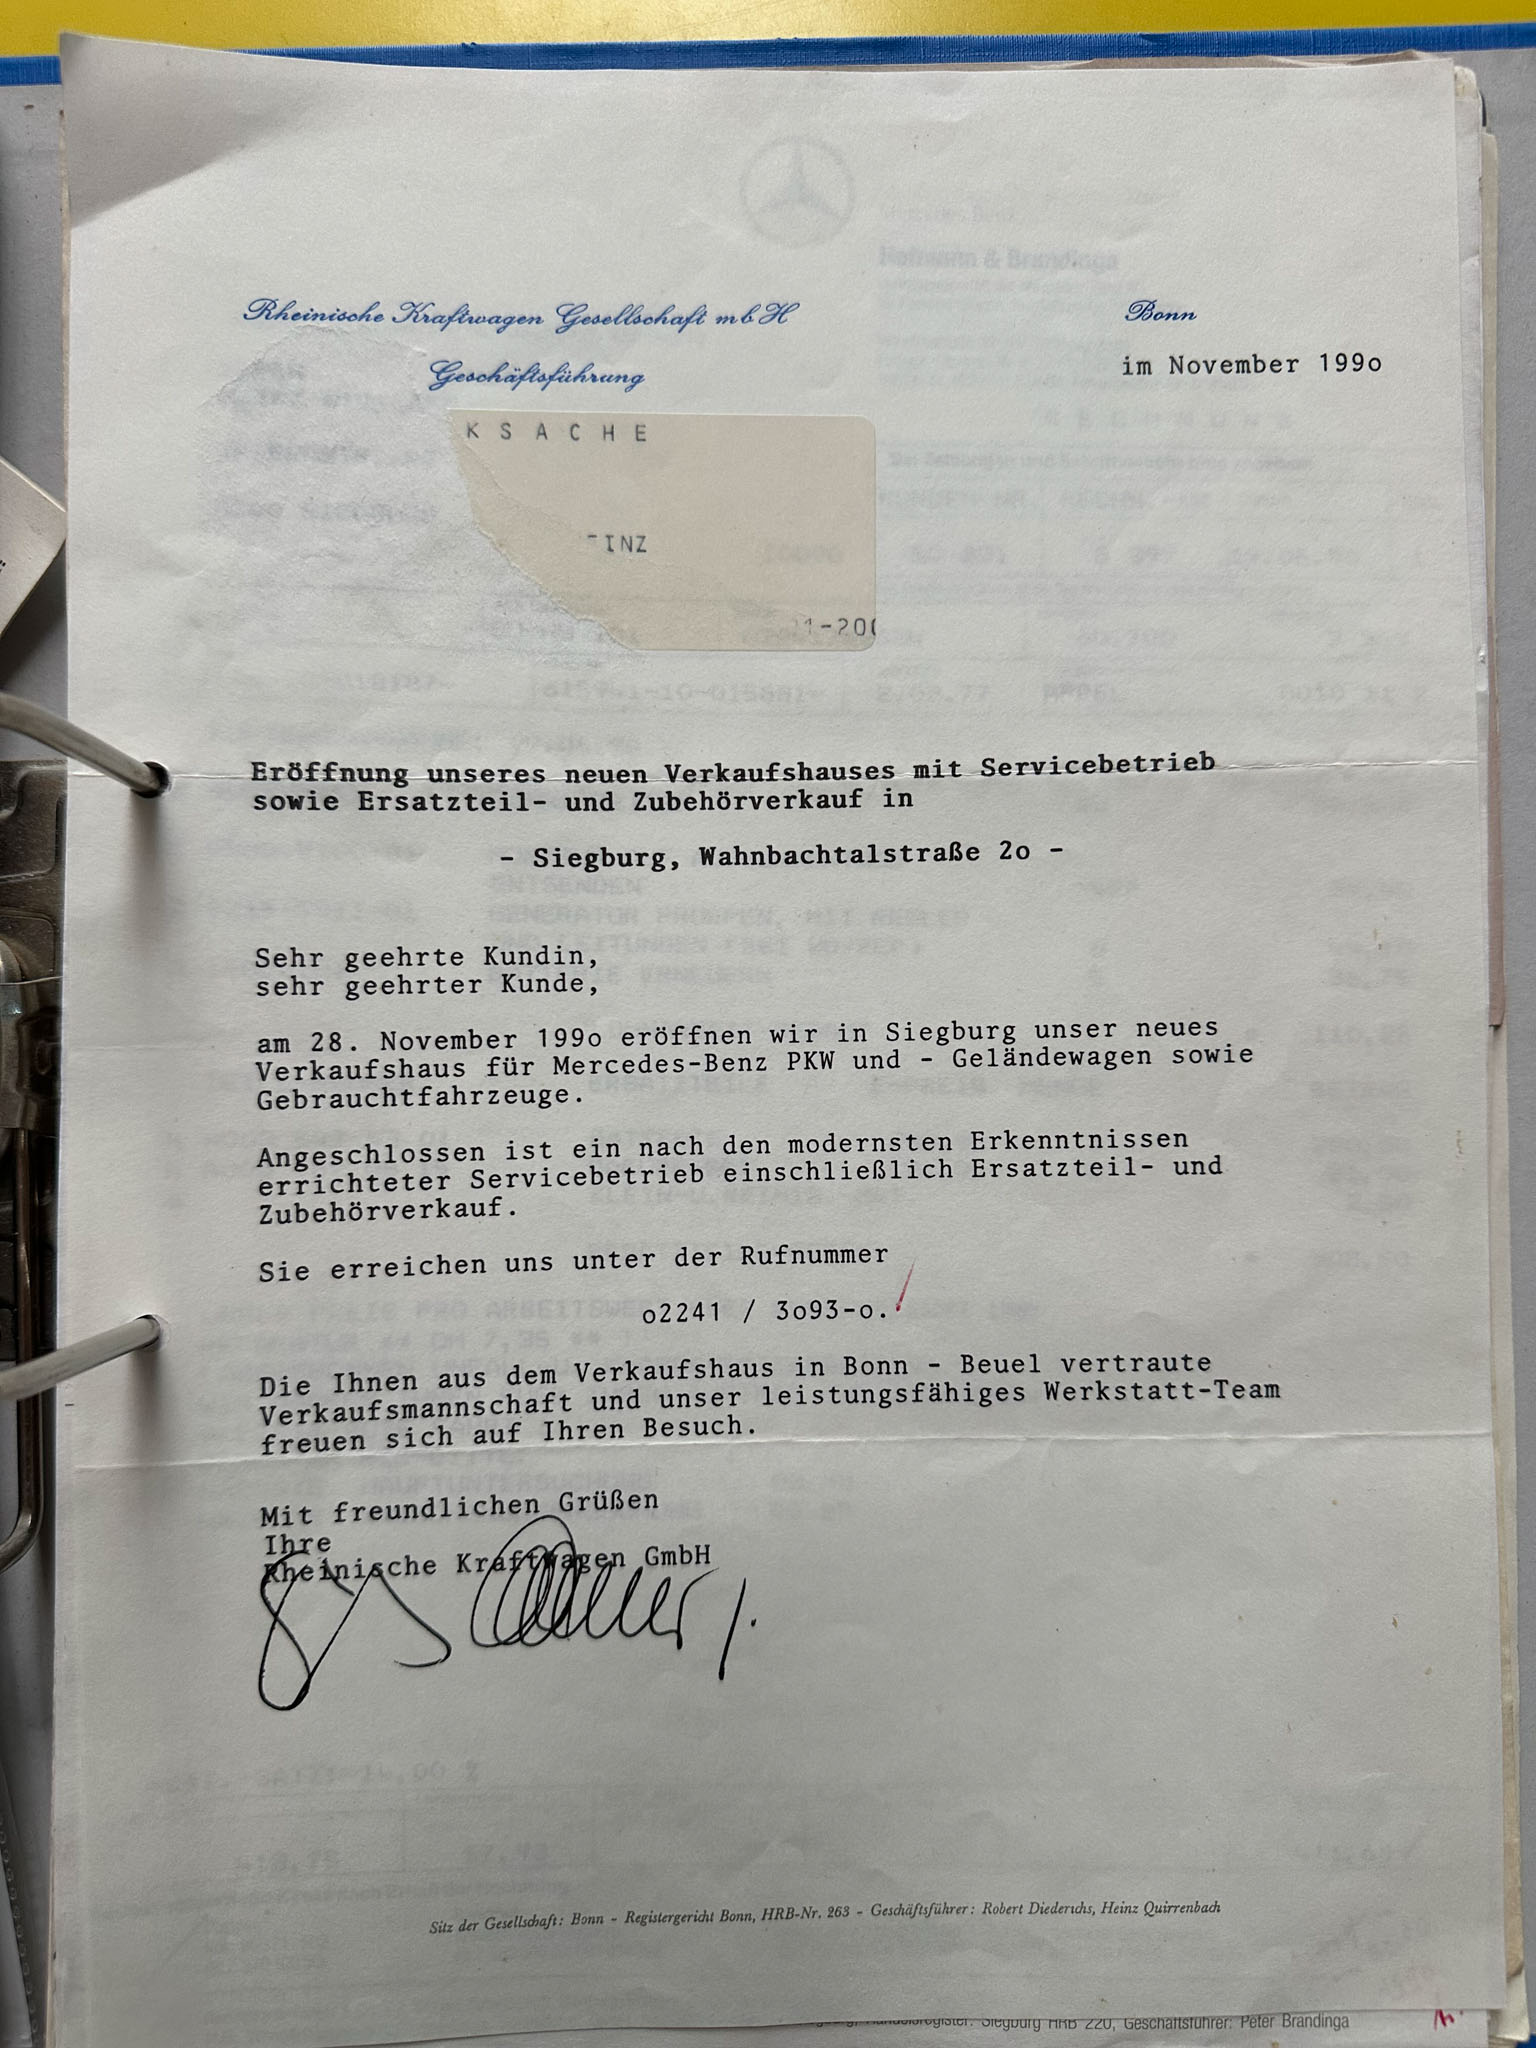 Rheinische Kraftwagen Gesellschaft mbH
Bonn
Geschäftsführung
im November 199o
KSACHE
INZ
1-200
Eröffnung unseres neuen Verkaufshauses mit Servicebetrieb
sowie Ersatzteil- und Zubehörverkauf in
- Siegburg, Wahnbachtalstraße 2o -
Sehr geehrte Kundin,
sehr geehrter Kunde,
am 28. November 199o eröffnen wir in Siegburg unser neues
Verkaufshaus für Mercedes-Benz PKW und - Geländewagen sowie
Gebrauchtfahrzeuge.
Angeschlossen ist ein nach den modernsten Erkenntnissen
errichteter Servicebetrieb einschließlich Ersatzteil- und
Zubehörverkauf.
Sie erreichen uns unter der Rufnummer
o2241 / 3o93-o.
Die Ihnen aus dem Verkaufshaus in Bonn - Beuel vertraute
Verkaufsmannschaft und unser leistungsfähiges Werkstatt-Team
freuen sich auf Ihren Besuch.
Mit freundlichen Grüßen
Ihre
Rheinische Kraftwagen GmbH
Sitz der Gesellschaft: Bonn - Registergericht Bonn, HRB-Nr. 263 - Geschäftsführer: Robert Diederichs, Heinz Quirrenbach
Handelsregister: Siegburg HRB 220, Geschäftsführer: Peter Brandinga